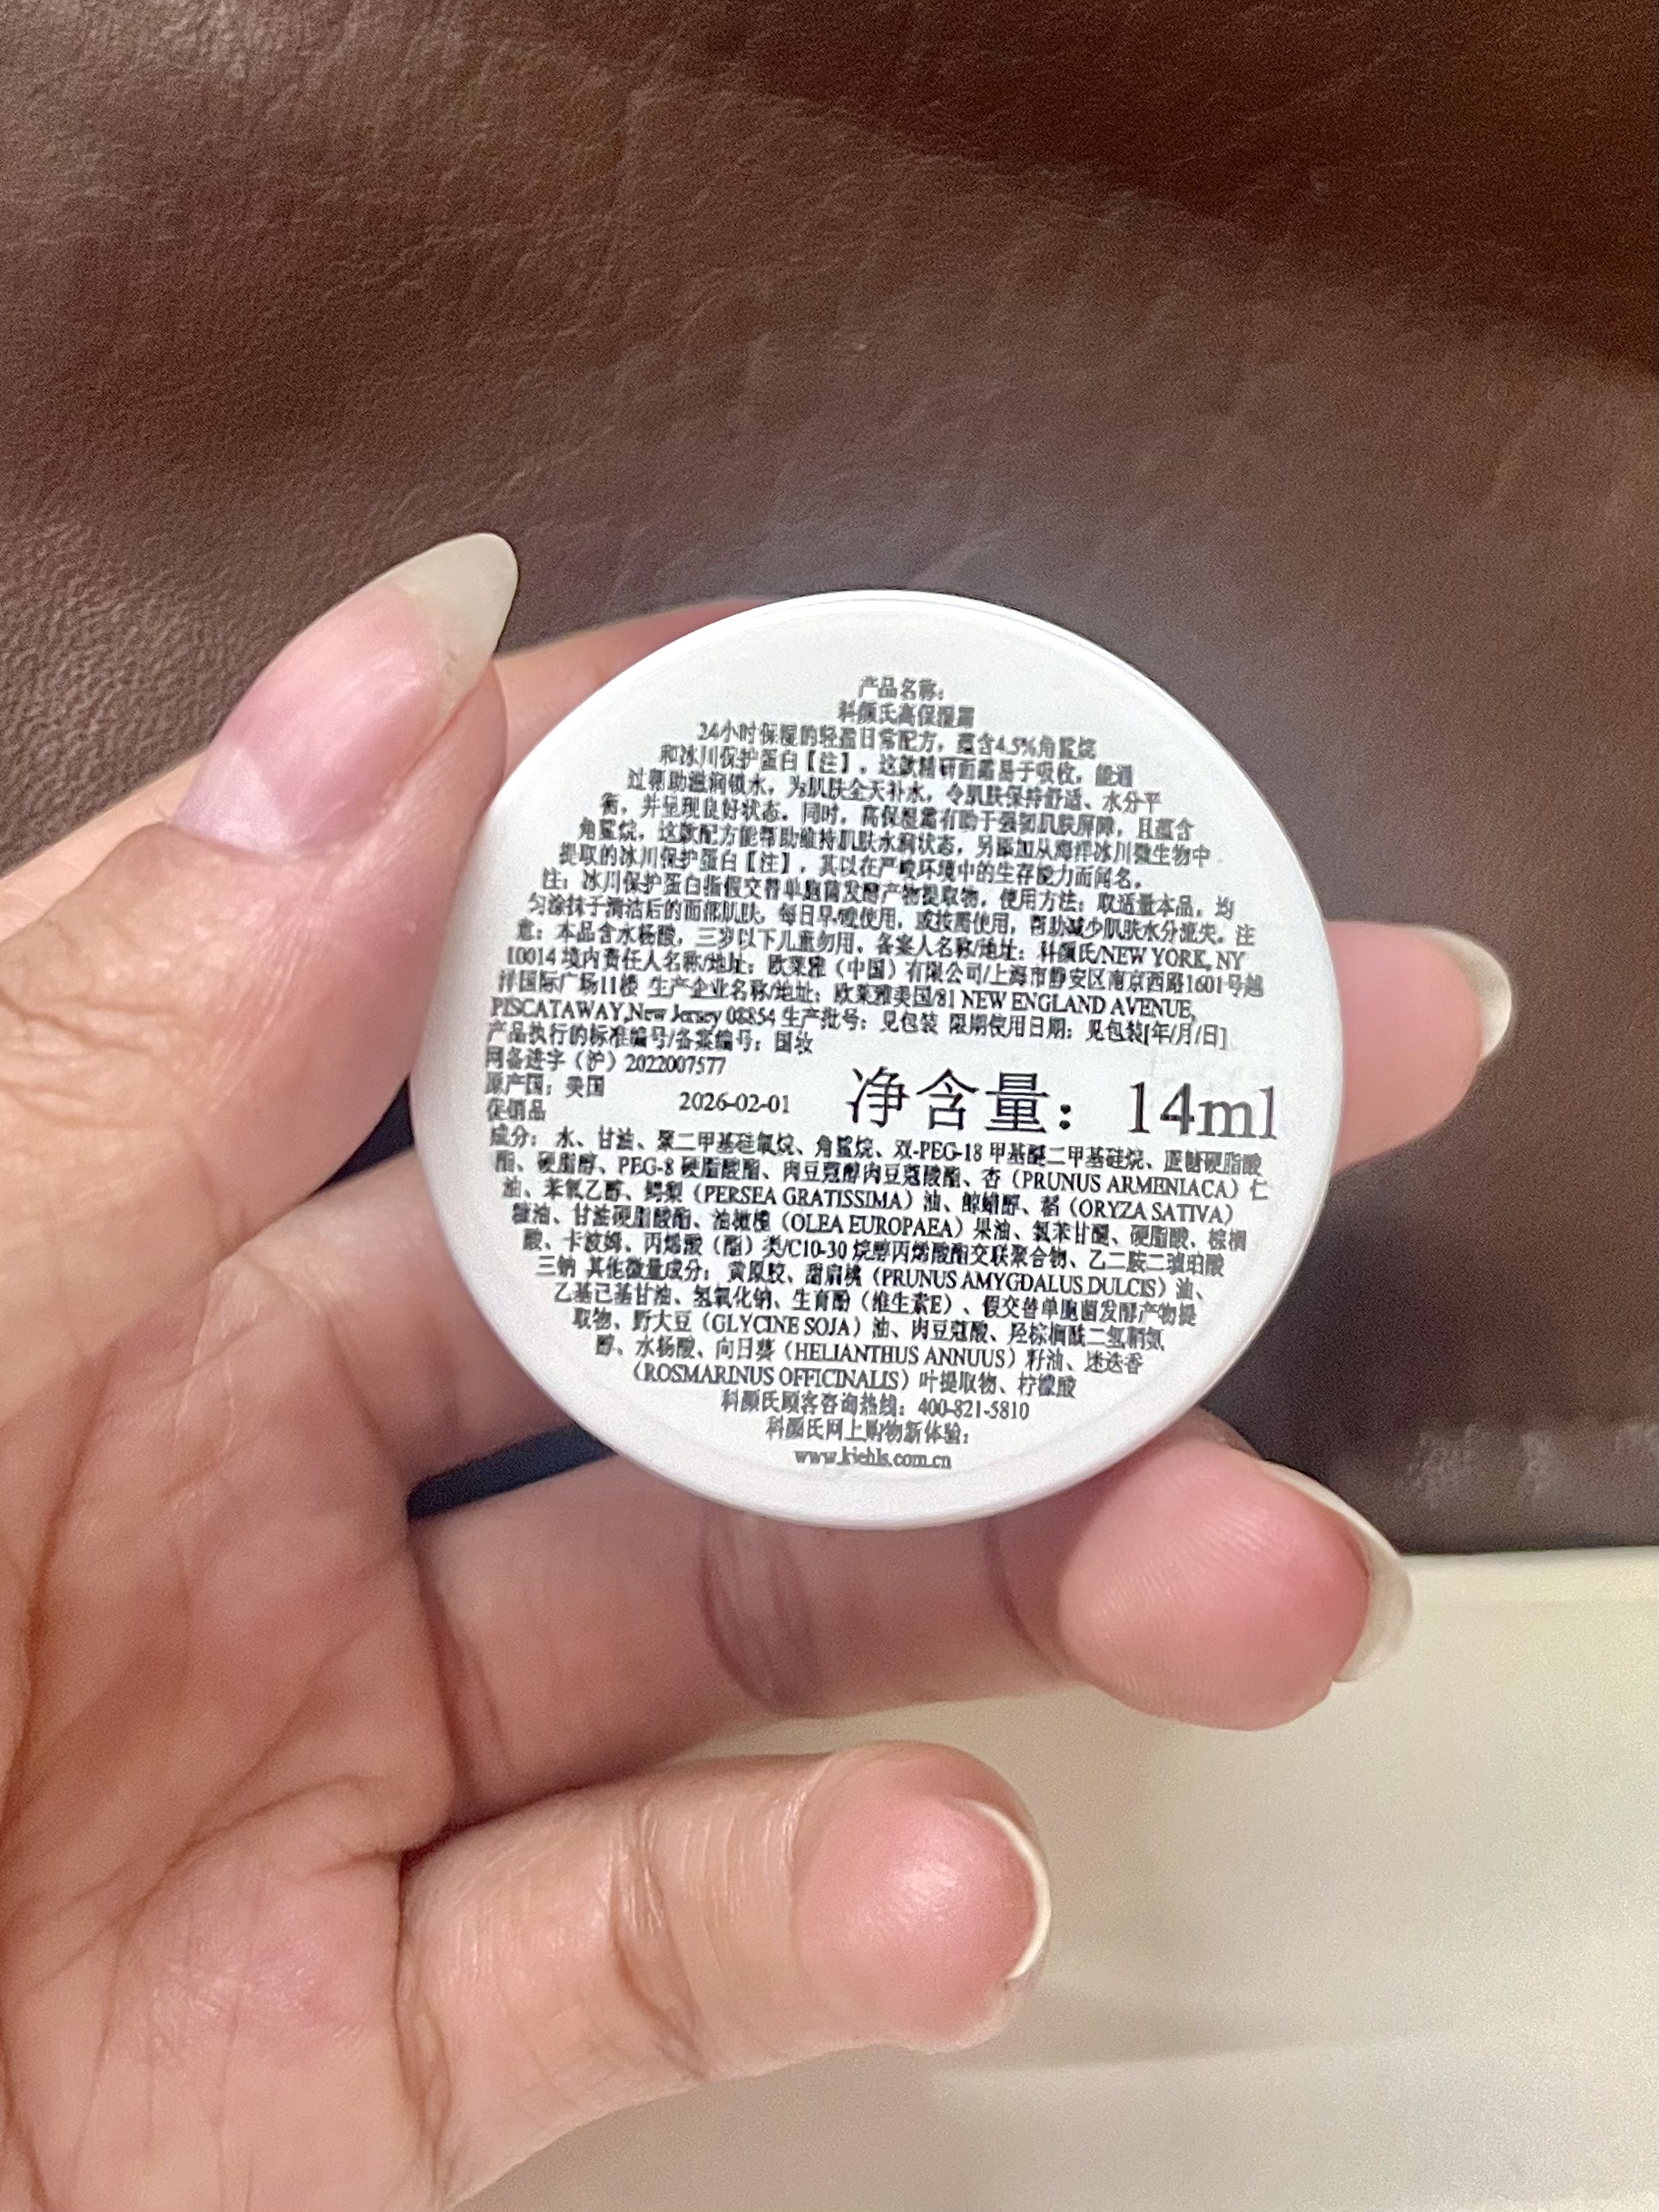 产品名称：
科颜氏高保湿霜
24小时保湿的轻盈日常配方，蕴含4.5%角鲨烷
和冰川保护蛋白【注】，这款精研面霜易于吸收，能通
过帮助滋润锁水，为肌肤全天补水，令肌肤保持舒适、水分平
衡，并呈现良好状态。同时，高保湿霜有助于强韧肌肤屏障，且蕴含
角鲨烷，这款配方能帮助维持肌肤水润状态，另添加从海洋冰川微生物中
提取的冰川保护蛋白【注】，其以在严峻环境中的生存能力而闻名。
注：冰川保护蛋白指假交替单胞菌发酵产物提取物，使用方法：取适量本品，均
匀涂抹于清洁后的面部肌肤，每日早晚使用，或按需使用，帮助减少肌肤水分流失。注
意：本品含水杨酸，三岁以下儿童勿用，备案人名称/地址：科颜氏/NEW YORK, NY
10014 境内责任人名称/地址：欧莱雅（中国）有限公司/上海市静安区南京西路1601号越
洋国际广场11楼 生产企业名称/地址：欧莱雅美国/81 NEW ENGLAND AVENUE,
PISCATAWAY,New Jersey 08854 生产批号：见包装 限期使用日期：见包装[年/月/日]
产品执行的标准编号/备案编号：国妆
网备进字（沪）2022007577
原产国：美国
促销品
2026-02-01
净含量：14ml
成分：水、甘油、聚二甲基硅氧烷、角鲨烷、双-PEG-18 甲基醚二甲基硅烷、蔗糖硬脂酸
酯、硬脂醇、PEG-8 硬脂酸酯、肉豆蔻醇肉豆蔻酸酯、杏（PRUNUS ARMENIACA）仁
油、苯氧乙醇、鳄梨（PERSEA GRATISSIMA）油、鲸蜡醇、稻（ORYZA SATIVA）
糠油、甘油硬脂酸酯、油橄榄（OLEA EUROPAEA）果油、氯苯甘醚、硬脂酸、棕榈
酸、卡波姆、丙烯酸（酯）类/C10-30 烷醇丙烯酸酯交联聚合物、乙二胺二琥珀酸
三钠 其他微量成分：黄原胶、甜扁桃（PRUNUS AMYGDALUS DULCIS）油、
乙基己基甘油、氢氧化钠、生育酚（维生素E）、假交替单胞菌发酵产物提
取物、野大豆（GLYCINE SOJA）油、肉豆蔻酸、羟棕榈酰二氢鞘氨
醇、水杨酸、向日葵（HELIANTHUS ANNUUS）籽油、迷迭香
（ROSMARINUS OFFICINALIS）叶提取物、柠檬酸
科颜氏顾客咨询热线：400-821-5810
科颜氏网上购物新体验：
www.kiehls.com.cn